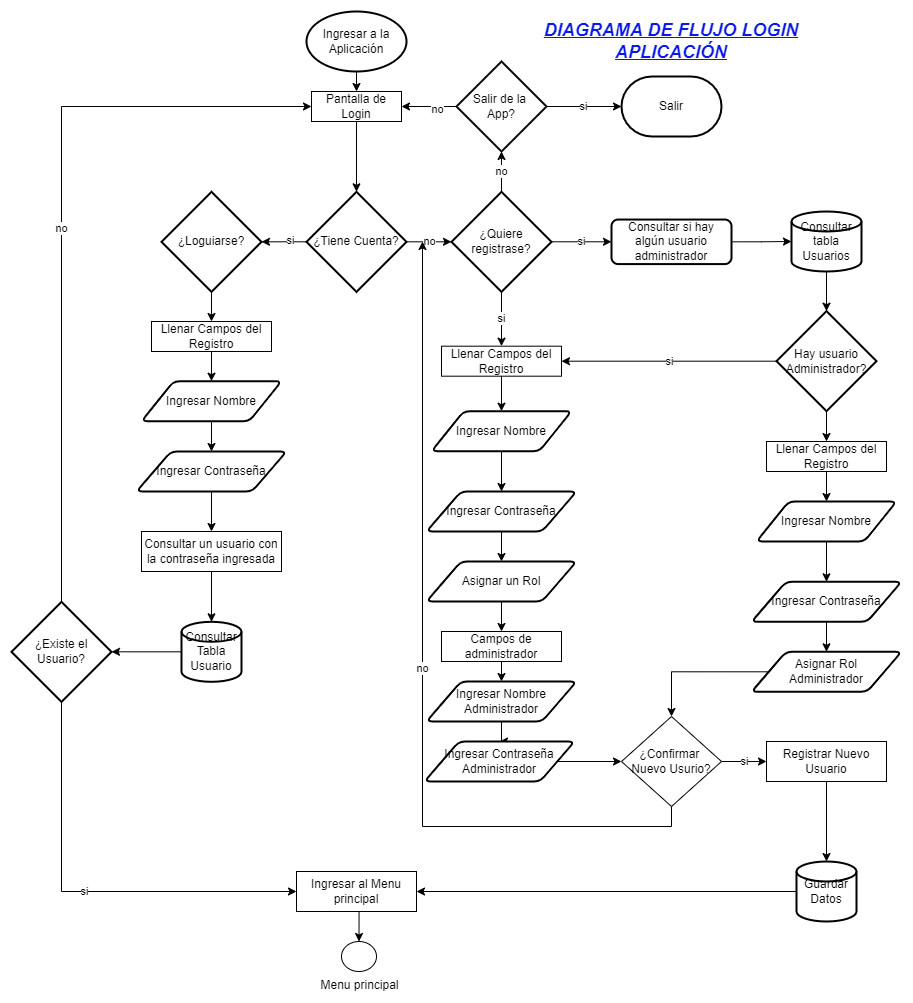 Ingresar a la
Aplicación
DIAGRAMA DE FLUJO LOGIN
APLICACIÓN
Pantalla de
Login
no
Salir de la
App?
si
Salir
no
no
¿Loguiarse?
si
¿Tiene Cuenta?
no
¿Quiere
registrase?
si
Consultar si hay
algún usuario
administrador
Consultar
tabla
Usuarios
Llenar Campos del
Registro
si
Llenar Campos del
Registro
si
Hay usuario
Administrador?
Ingresar Nombre
Ingresar Nombre
Llenar Campos del
Registro
Ingresar Contraseña
Ingresar Contraseña
Ingresar Nombre
Consultar un usuario con
la contraseña ingresada
Asignar un Rol
Ingresar Contraseña
¿Existe el
Usuario?
Consultar
Tabla
Usuario
Campos de
administrador
Asignar Rol
Administrador
no
Ingresar Nombre
Administrador
Ingresar Contraseña
Administrador
¿Confirmar
Nuevo Usurio?
si
Registrar Nuevo
Usuario
si
Ingresar al Menu
principal
Guardar
Datos
Menu principal